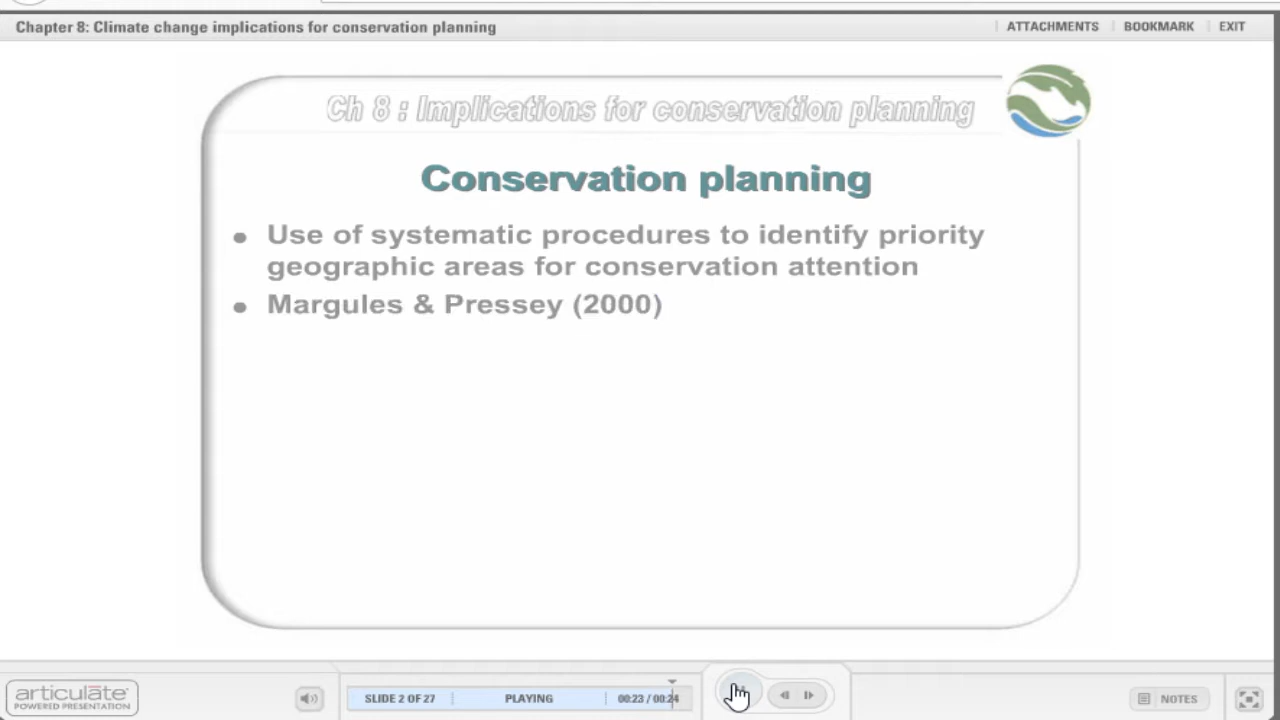 Chapter 8: Climate change implications for conservation planning
ATTACHMENTS BOOKMARK EXIT
Ch 8 : Implications for conservation planning
Conservation planning
• Use of systematic procedures to identify priority
geographic areas for conservation attention
• Margules & Pressey (2000)
articulate
POWERED PRESENTATION
SLIDE 2 OF 27 PLAYING 00:23 / 00:24
NOTES